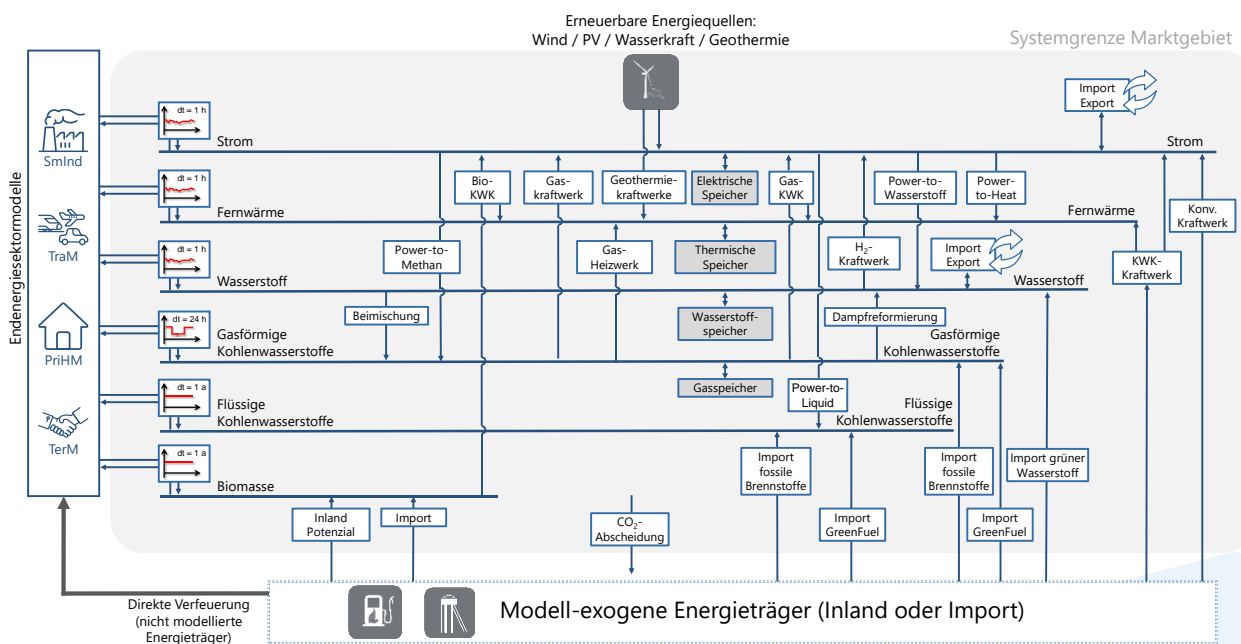 Erneuerbare Energiequellen:
Wind / PV / Wasserkraft / Geothermie
Systemgrenze Marktgebiet
Endenergiesektormodelle
SmInd
TraM
PriHM
TerM
dt = 1 h
Strom
Import
Export
Strom
Bio-
KWK
Gas-
kraftwerk
Geothermie-
kraftwerke
Elektrische
Speicher
Gas-
KWK
Power-to-
Wasserstoff
Power-
to-Heat
Konv.
Kraftwerk
dt = 1 h
Fernwärme
Fernwärme
Power-to-
Methan
Gas-
Heizwerk
Thermische
Speicher
H₂-
Kraftwerk
Import
Export
KWK-
Kraftwerk
dt = 1 h
Wasserstoff
Wasserstoff
Beimischung
Wasserstoff-
speicher
Dampfreformierung
dt = 24 h
Gasförmige
Kohlenwasserstoffe
Gasförmige
Kohlenwasserstoffe
Gasspeicher
Power-to-
Liquid
dt = 1 a
Flüssige
Kohlenwasserstoffe
Flüssige
Kohlenwasserstoffe
Import
fossile
Brennstoffe
Import
fossile
Brennstoffe
Import grüner
Wasserstoff
dt = 1 a
Biomasse
Inland
Potenzial
Import
CO₂-
Abscheidung
Import
GreenFuel
Import
GreenFuel
Direkte Verfeuerung
(nicht modellierte
Energieträger)
Modell-exogene Energieträger (Inland oder Import)